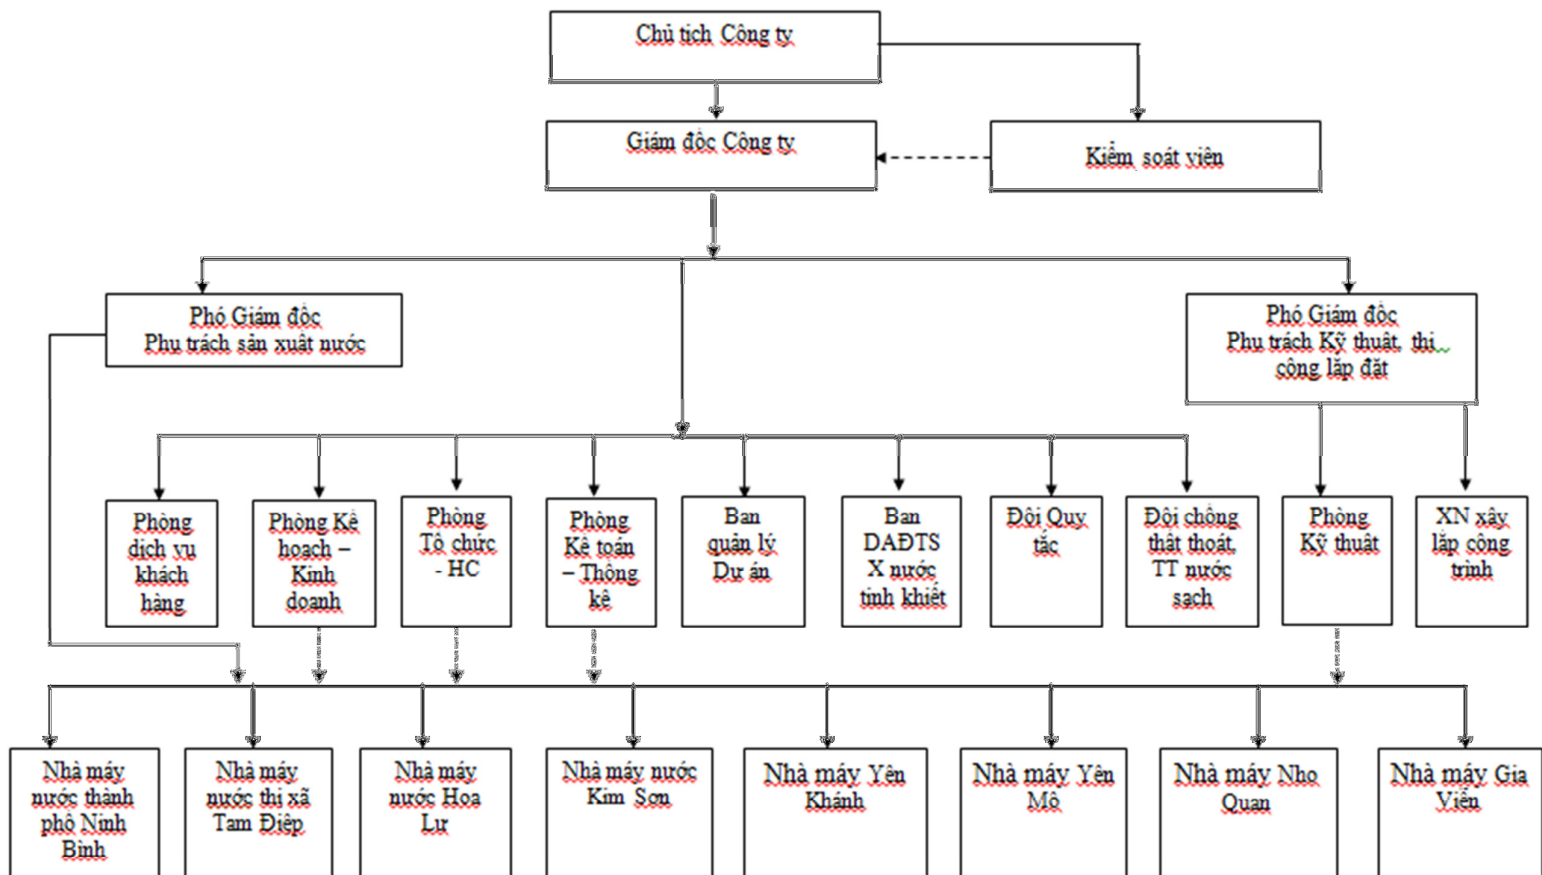 Chủ tịch Công ty
Giám đốc Công ty
Kiểm soát viên
Phó Giám đốc
Phụ trách sản xuất nước
Phó Giám đốc
Phụ trách Kỹ thuật, thi
công lắp đặt
Phòng
dịch vụ
khách
hàng
Phòng Kế
hoạch –
Kinh
doanh
Phòng
Tổ chức
- HC
Phòng
Kế toán
– Thống
kê
Ban
quản lý
Dự án
Ban
DAĐTS
X nước
tinh khiết
Đội Quy
tắc
Đội chống
thất thoát,
TT nước
sạch
Phòng
Kỹ thuật
XN xây
lắp công
trình
Nhà máy
nước thành
phố Ninh
Bình
Nhà máy
nước thị xã
Tam Điệp
Nhà máy
nước Hoa
Lư
Nhà máy nước
Kim Sơn
Nhà máy Yên
Khánh
Nhà máy Yên
Mô
Nhà máy Nho
Quan
Nhà máy Gia
Viễn